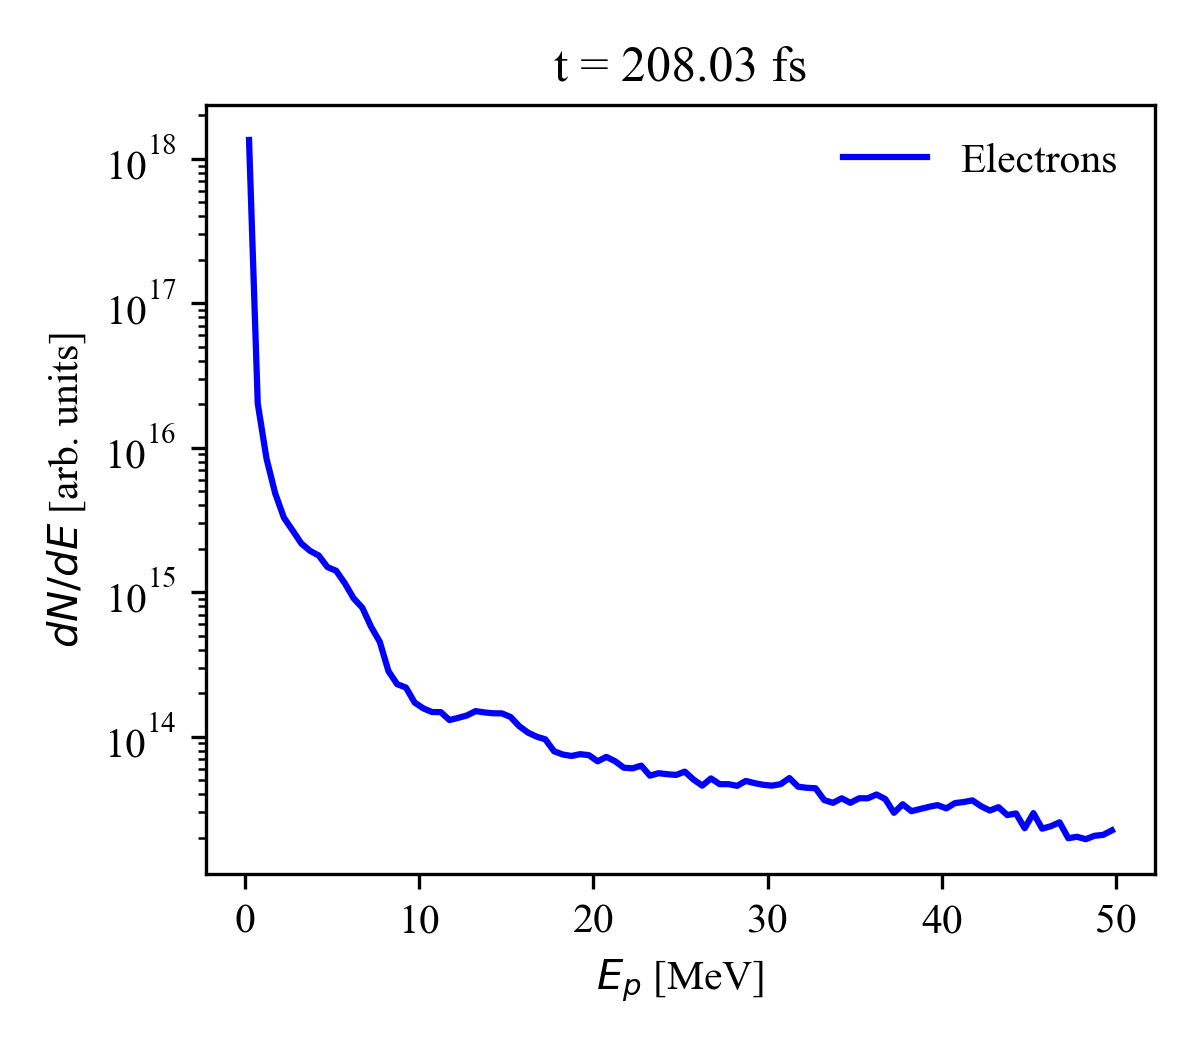 t = 208.03 fs
Electrons
10^18
10^17
10^16
10^15
10^14
dN/dE [arb. units]
0 10 20 30 40 50
E_p [MeV]